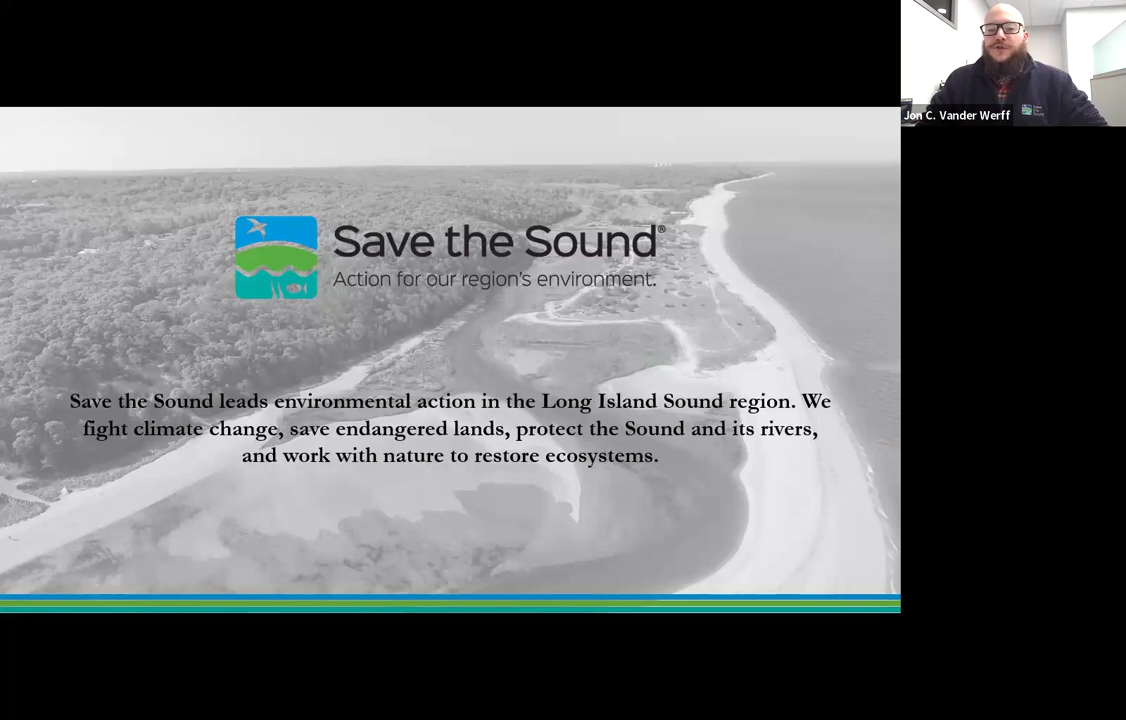 Jon C. Vander Werff
Save the Sound®
Action for our region's environment.
Save the Sound leads environmental action in the Long Island Sound region. We
fight climate change, save endangered lands, protect the Sound and its rivers,
and work with nature to restore ecosystems.